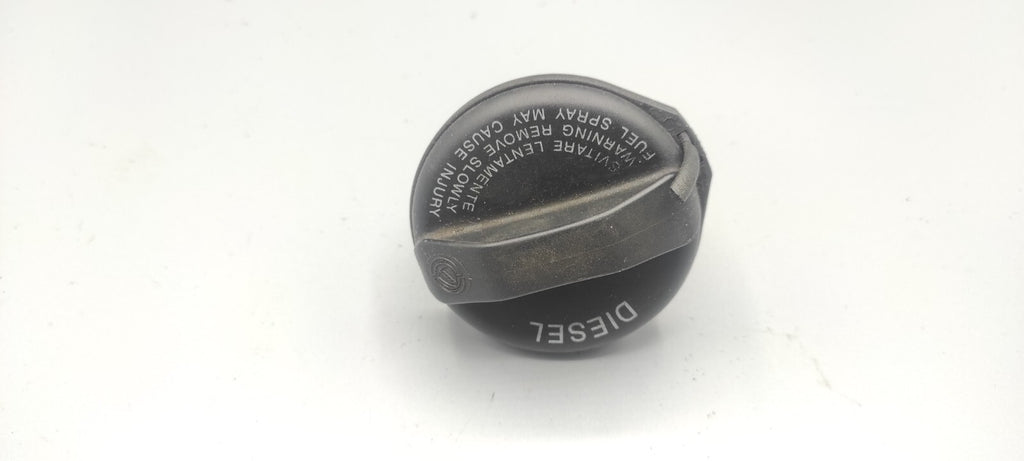 SVITARE LENTAMENTE
WARNING REMOVE SLOWLY
FUEL SPRAY MAY CAUSE INJURY
DIESEL